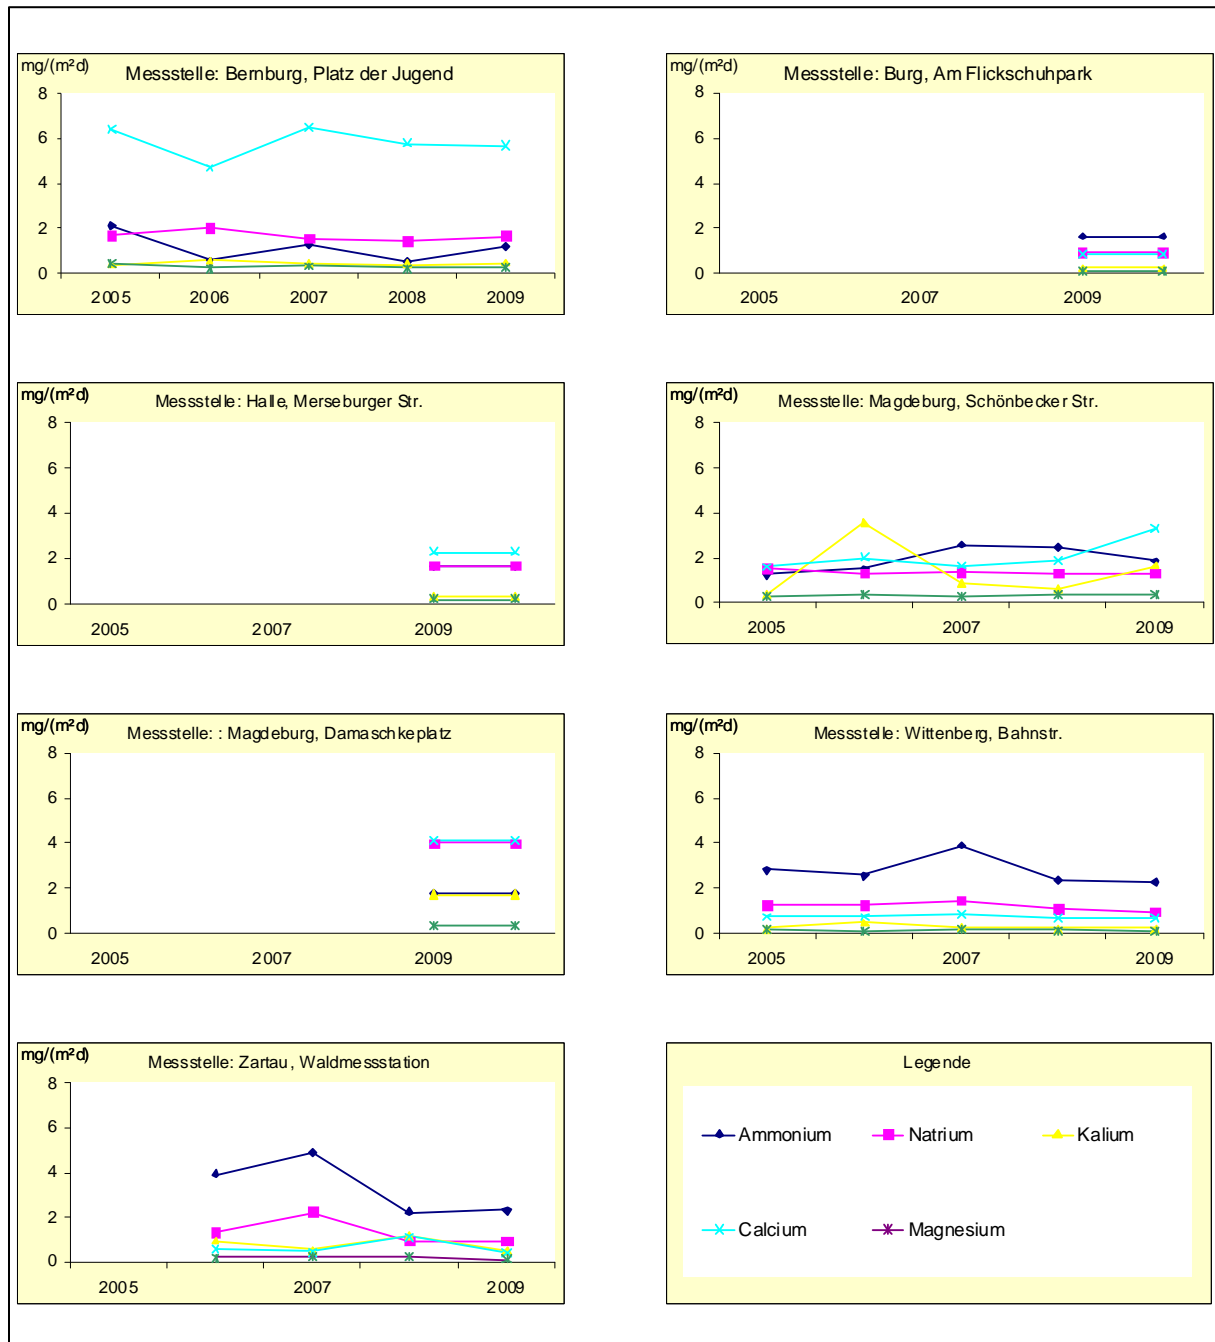 mg/(m²d)
Messstelle: Bernburg, Platz der Jugend
8
6
4
2
0
2005 2006 2007 2008 2009
mg/(m²d)
Messstelle: Burg, Am Flickschuhpark
8
6
4
2
0
2005 2007 2009
mg/(m²d)
Messstelle: Halle, Merseburger Str.
8
6
4
2
0
2005 2007 2009
mg/(m²d)
Messstelle: Magdeburg, Schönbecker Str.
8
6
4
2
0
2005 2007 2009
mg/(m²d)
Messstelle: : Magdeburg, Damaschkeplatz
8
6
4
2
0
2005 2007 2009
mg/(m²d)
Messstelle: Wittenberg, Bahnstr.
8
6
4
2
0
2005 2007 2009
mg/(m²d)
Messstelle: Zartau, Waldmessstation
8
6
4
2
0
2005 2007 2009
Legende
Ammonium Natrium Kalium
Calcium Magnesium